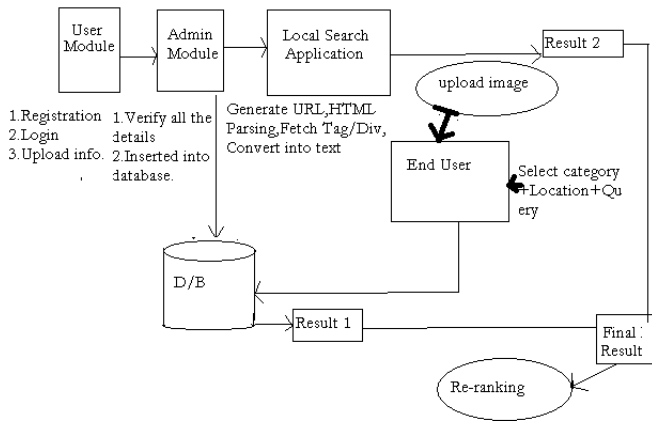 User
Module
Admin
Module
Local Search
Application
Result 2
upload image
1.Registration
2.Login
3.Upload info.
1.Verify all the
details
2.Inserted into
database.
Generate URL,HTML
Parsing,Fetch Tag/Div,
Convert into text
End User
Select category
+Location+Qu
ery
D/B
Result 1
Final
Result
Re-ranking